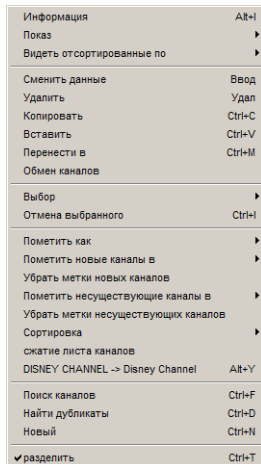 Информация Alt+I
Показ
Видеть отсортированные по
Сменить данные Ввод
Удалить Удал
Копировать Ctrl+C
Вставить Ctrl+V
Перенести в Ctrl+M
Обмен каналов
Выбор
Отмена выбранного Ctrl+I
Пометить как
Пометить новые каналы в
Убрать метки новых каналов
Пометить несуществующие каналы в
Убрать метки несуществующих каналов
Сортировка
сжатие листа каналов
DISNEY CHANNEL -> Disney Channel Alt+Y
Поиск каналов Ctrl+F
Найти дубликаты Ctrl+D
Новый Ctrl+N
разделить Ctrl+T